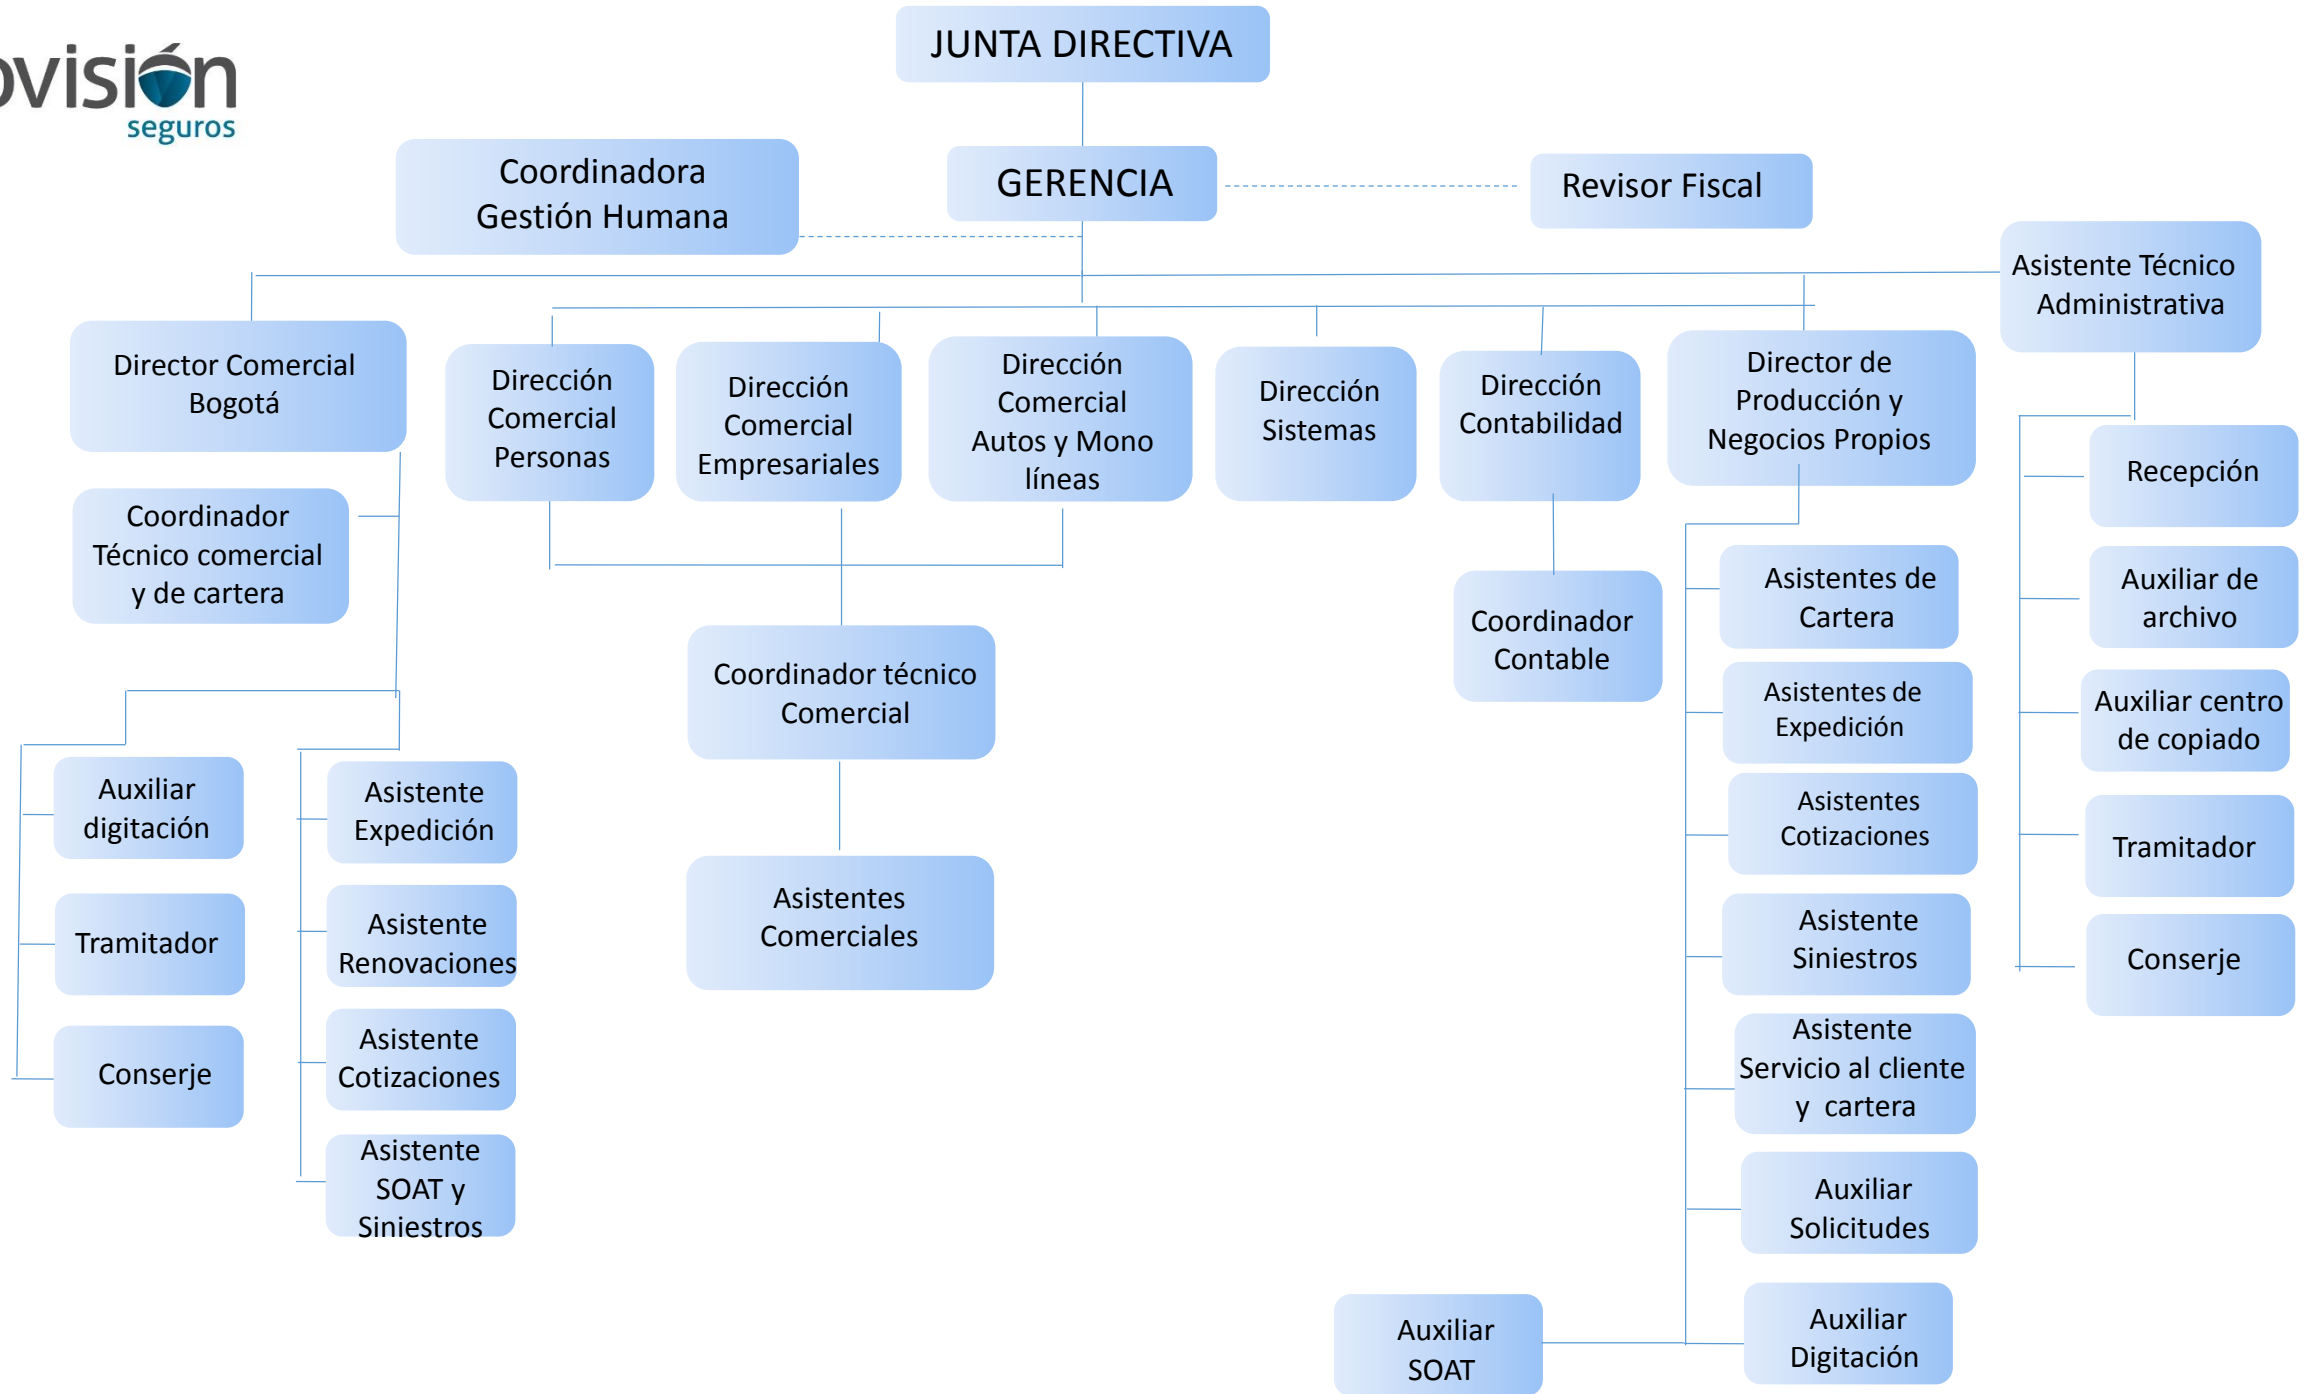 ovisión
seguros
JUNTA DIRECTIVA
Coordinadora
Gestión Humana
GERENCIA
Revisor Fiscal
Asistente Técnico
Administrativa
Director Comercial
Bogotá
Dirección
Comercial
Personas
Dirección
Comercial
Empresariales
Dirección
Comercial
Autos y Mono
líneas
Dirección
Sistemas
Dirección
Contabilidad
Director de
Producción y
Negocios Propios
Coordinador
Técnico comercial
y de cartera
Coordinador técnico
Comercial
Asistentes
Comerciales
Coordinador
Contable
Auxiliar
digitación
Tramitador
Conserje
Asistente
Expedición
Asistente
Renovaciones
Asistente
Cotizaciones
Asistente
SOAT y
Siniestros
Asistentes de
Cartera
Asistentes de
Expedición
Asistentes
Cotizaciones
Asistente
Siniestros
Asistente
Servicio al cliente
y cartera
Auxiliar
Solicitudes
Auxiliar
Digitación
Auxiliar
SOAT
Recepción
Auxiliar de
archivo
Auxiliar centro
de copiado
Tramitador
Conserje